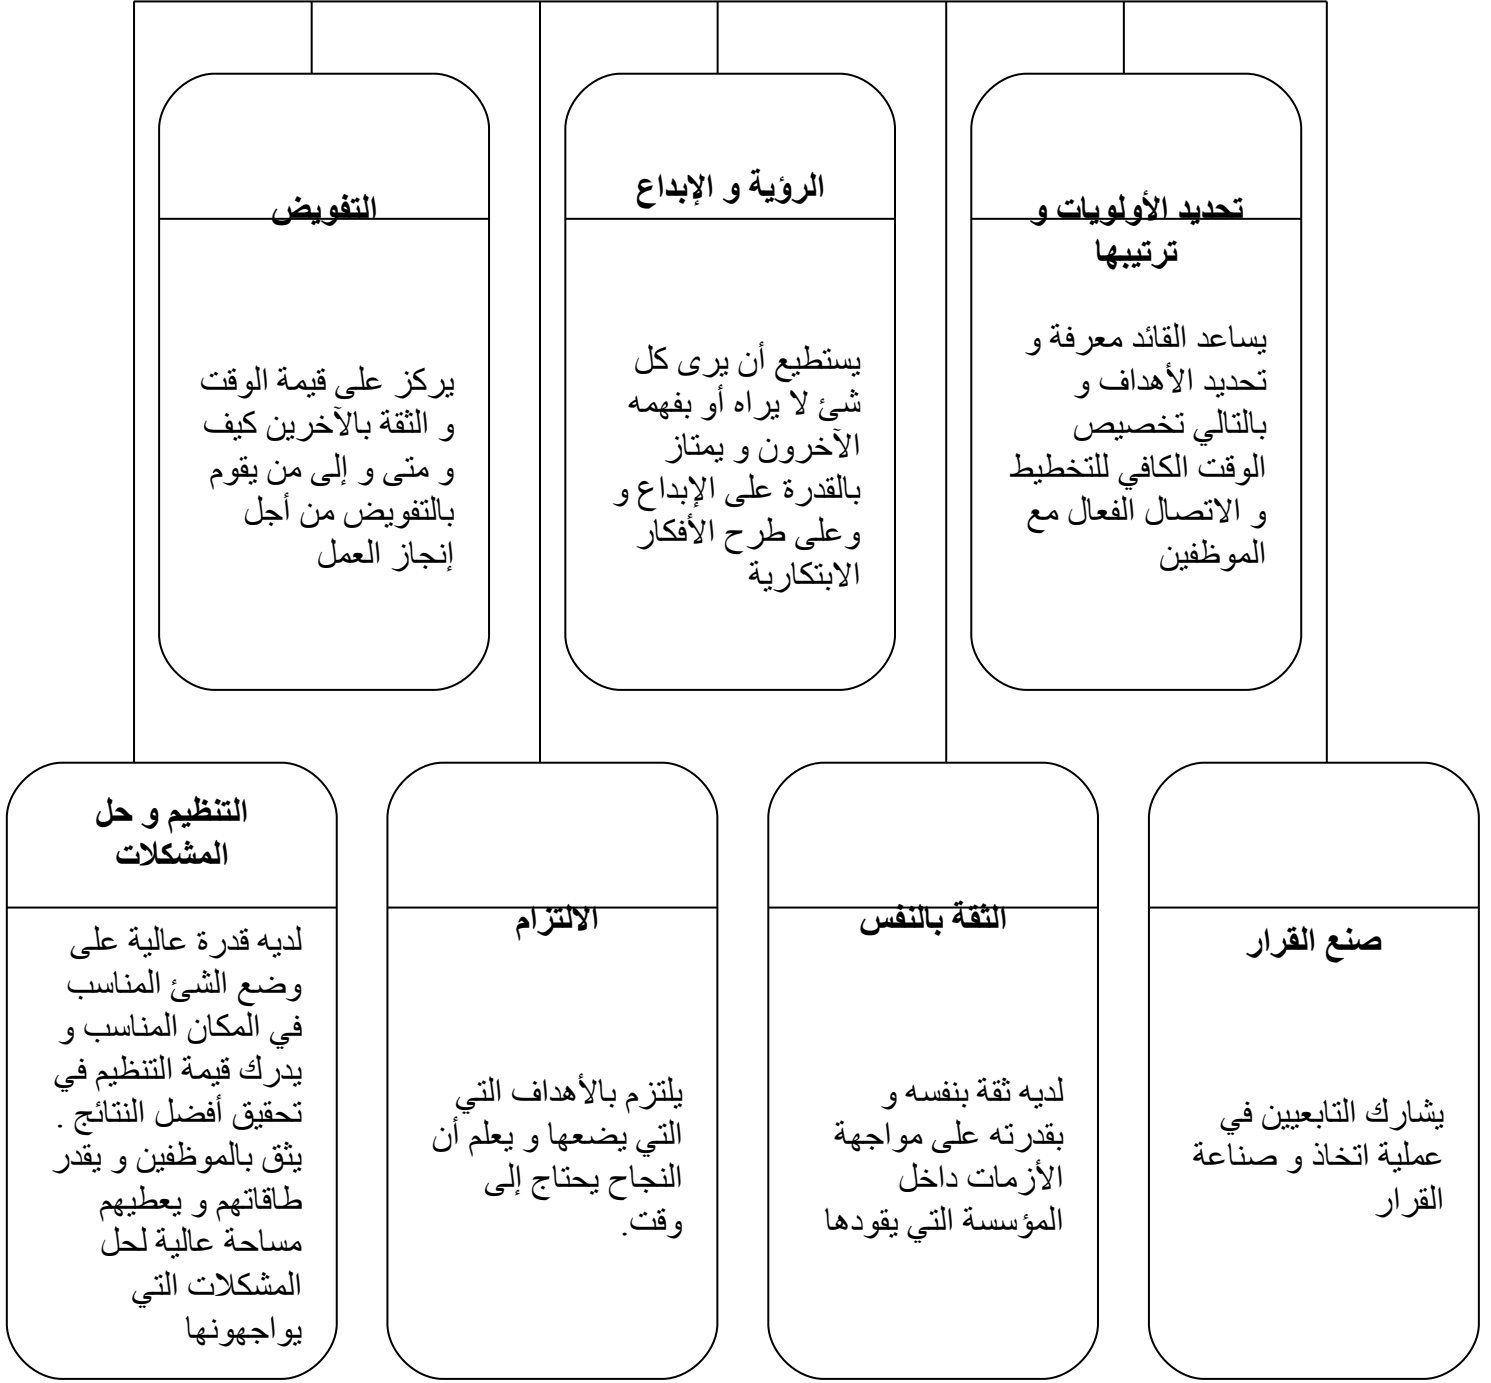 تحديد الأولويات و
ترتيبها
يساعد القائد معرفة و
تحديد الأهداف و
بالتالي تخصيص
الوقت الكافي للتخطيط
و الاتصال الفعال مع
الموظفين
الرؤية و الإبداع
يستطيع أن يرى كل
شئ لا يراه أو بفهمه
الآخرون و يمتاز
بالقدرة على الإبداع و
وعلى طرح الأفكار
الابتكارية
التفويض
يركز على قيمة الوقت
و الثقة بالآخرين كيف
و متى و إلى من يقوم
بالتفويض من أجل
إنجاز العمل
صنع القرار
يشارك التابعيين في
عملية اتخاذ و صناعة
القرار
الثقة بالنفس
لديه ثقة بنفسه و
بقدرته على مواجهة
الأزمات داخل
المؤسسة التي يقودها
الالتزام
يلتزم بالأهداف التي
التي يضعها و يعلم أن
النجاح يحتاج إلى
وقت.
التنظيم و حل
المشكلات
لديه قدرة عالية على
وضع الشئ المناسب
في المكان المناسب و
يدرك قيمة التنظيم في
تحقيق أفضل النتائج .
يثق بالموظفين و يقدر
طاقاتهم و يعطيهم
مساحة عالية لحل
المشكلات التي
يواجهونها